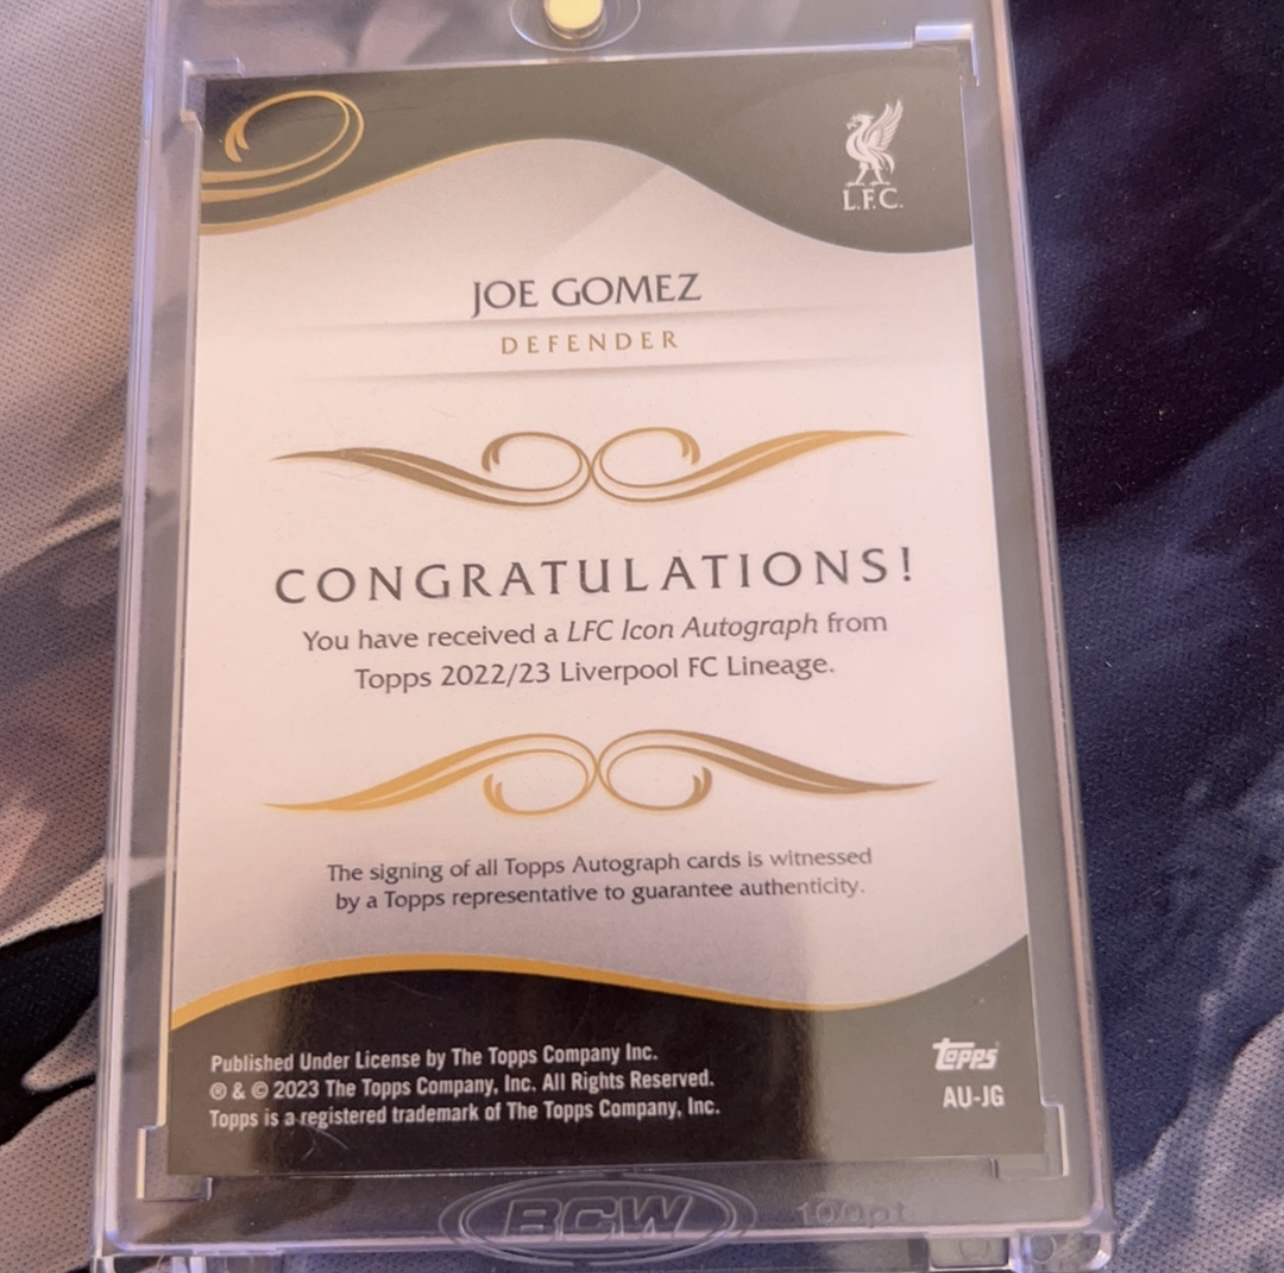 L.F.C.
JOE GOMEZ
DEFENDER
CONGRATULATIONS!
You have received a LFC Icon Autograph from
Topps 2022/23 Liverpool FC Lineage.
The signing of all Topps Autograph cards is witnessed
by a Topps representative to guarantee authenticity.
Published Under License by The Topps Company Inc.
® & © 2023 The Topps Company, Inc. All Rights Reserved.
Topps is a registered trademark of The Topps Company, Inc.
Topps
AU-JG
BCW 100pt